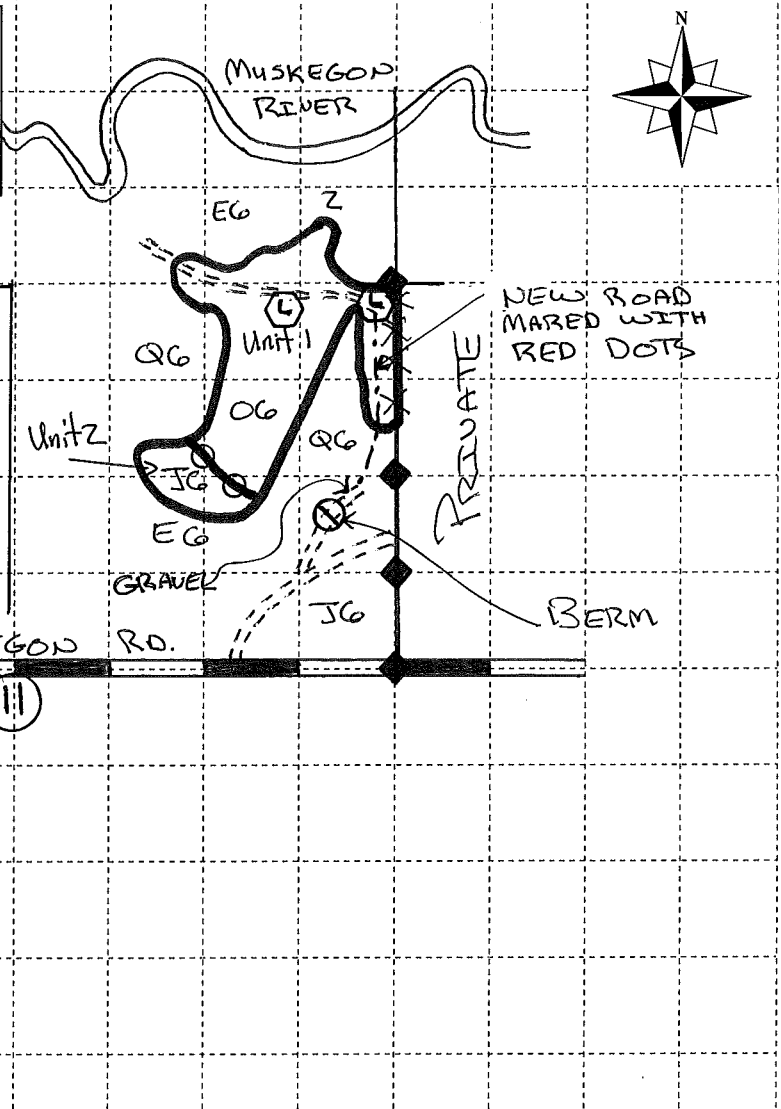 N
MUSKEGON
RIVER
E6
Z
L
L
NEW ROAD
MARED WITH
RED DOTS
Unit 1
Q6
PRIVATE
O6
Unit 2
Q6
J6
E6
GRAVEL
J6
BERM
GON RD.
11